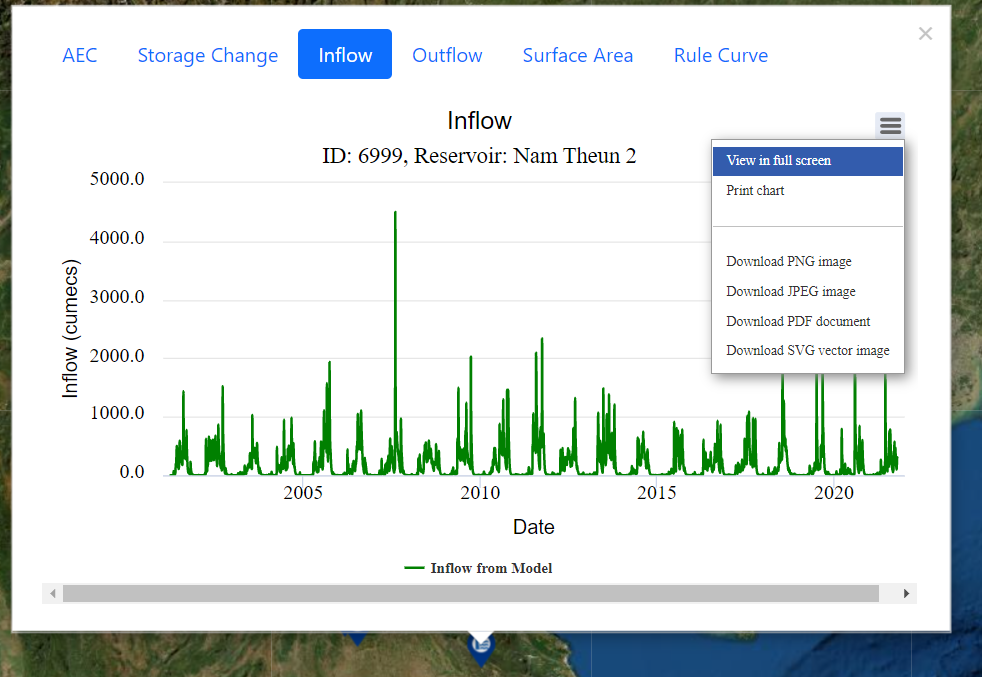 AEC Storage Change Inflow Outflow Surface Area Rule Curve
×
Inflow
ID: 6999, Reservoir: Nam Theun 2
View in full screen
Print chart
Download PNG image
Download JPEG image
Download PDF document
Download SVG vector image
Inflow (cumecs)
5000.0
4000.0
3000.0
2000.0
1000.0
0.0
2005 2010 2015 2020
Date
Inflow from Model